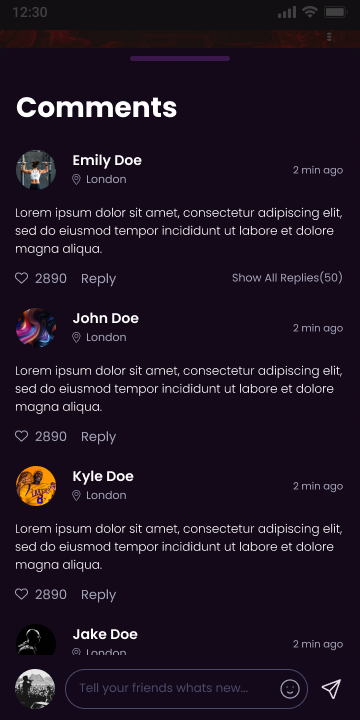 12:30
Comments
Emily Doe
London
2 min ago
Lorem ipsum dolor sit amet, consectetur adipiscing elit,
sed do eiusmod tempor incididunt ut labore et dolore
magna aliqua.
2890 Reply Show All Replies(50)
John Doe
London
2 min ago
Lorem ipsum dolor sit amet, consectetur adipiscing elit,
sed do eiusmod tempor incididunt ut labore et dolore
magna aliqua.
2890 Reply
Kyle Doe
London
2 min ago
Lorem ipsum dolor sit amet, consectetur adipiscing elit,
sed do eiusmod tempor incididunt ut labore et dolore
magna aliqua.
2890 Reply
Jake Doe
London
2 min ago
Tell your friends whats new...